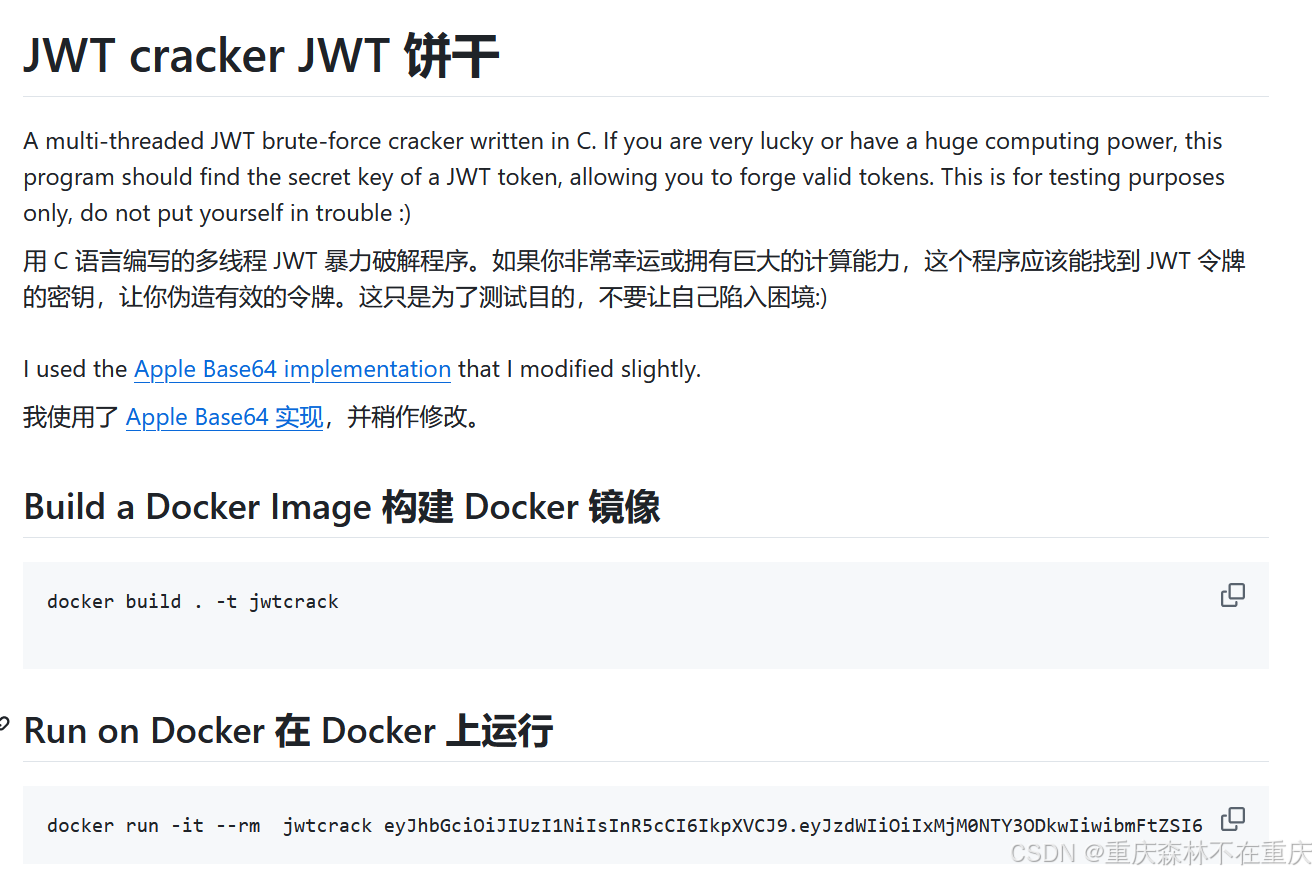 JWT cracker JWT 饼干
A multi-threaded JWT brute-force cracker written in C. If you are very lucky or have a huge computing power, this
program should find the secret key of a JWT token, allowing you to forge valid tokens. This is for testing purposes
only, do not put yourself in trouble :)
用 C 语言编写的多线程 JWT 暴力破解程序。如果你非常幸运或拥有巨大的计算能力，这个程序应该能找到 JWT 令牌
的密钥，让你伪造有效的令牌。这只是为了测试目的，不要让自己陷入困境:)
I used the Apple Base64 implementation that I modified slightly.
我使用了 Apple Base64 实现，并稍作修改。
Build a Docker Image 构建 Docker 镜像
docker build . -t jwtcrack
Run on Docker 在 Docker 上运行
docker run -it --rm  jwtcrack eyJhbGciOiJIUzI1NiIsInR5cCI6IkpXVCJ9.eyJzdWIiOiIxMjM0NTY3ODkwIiwibmFtZSI6
CSDN @重庆森林不在重庆